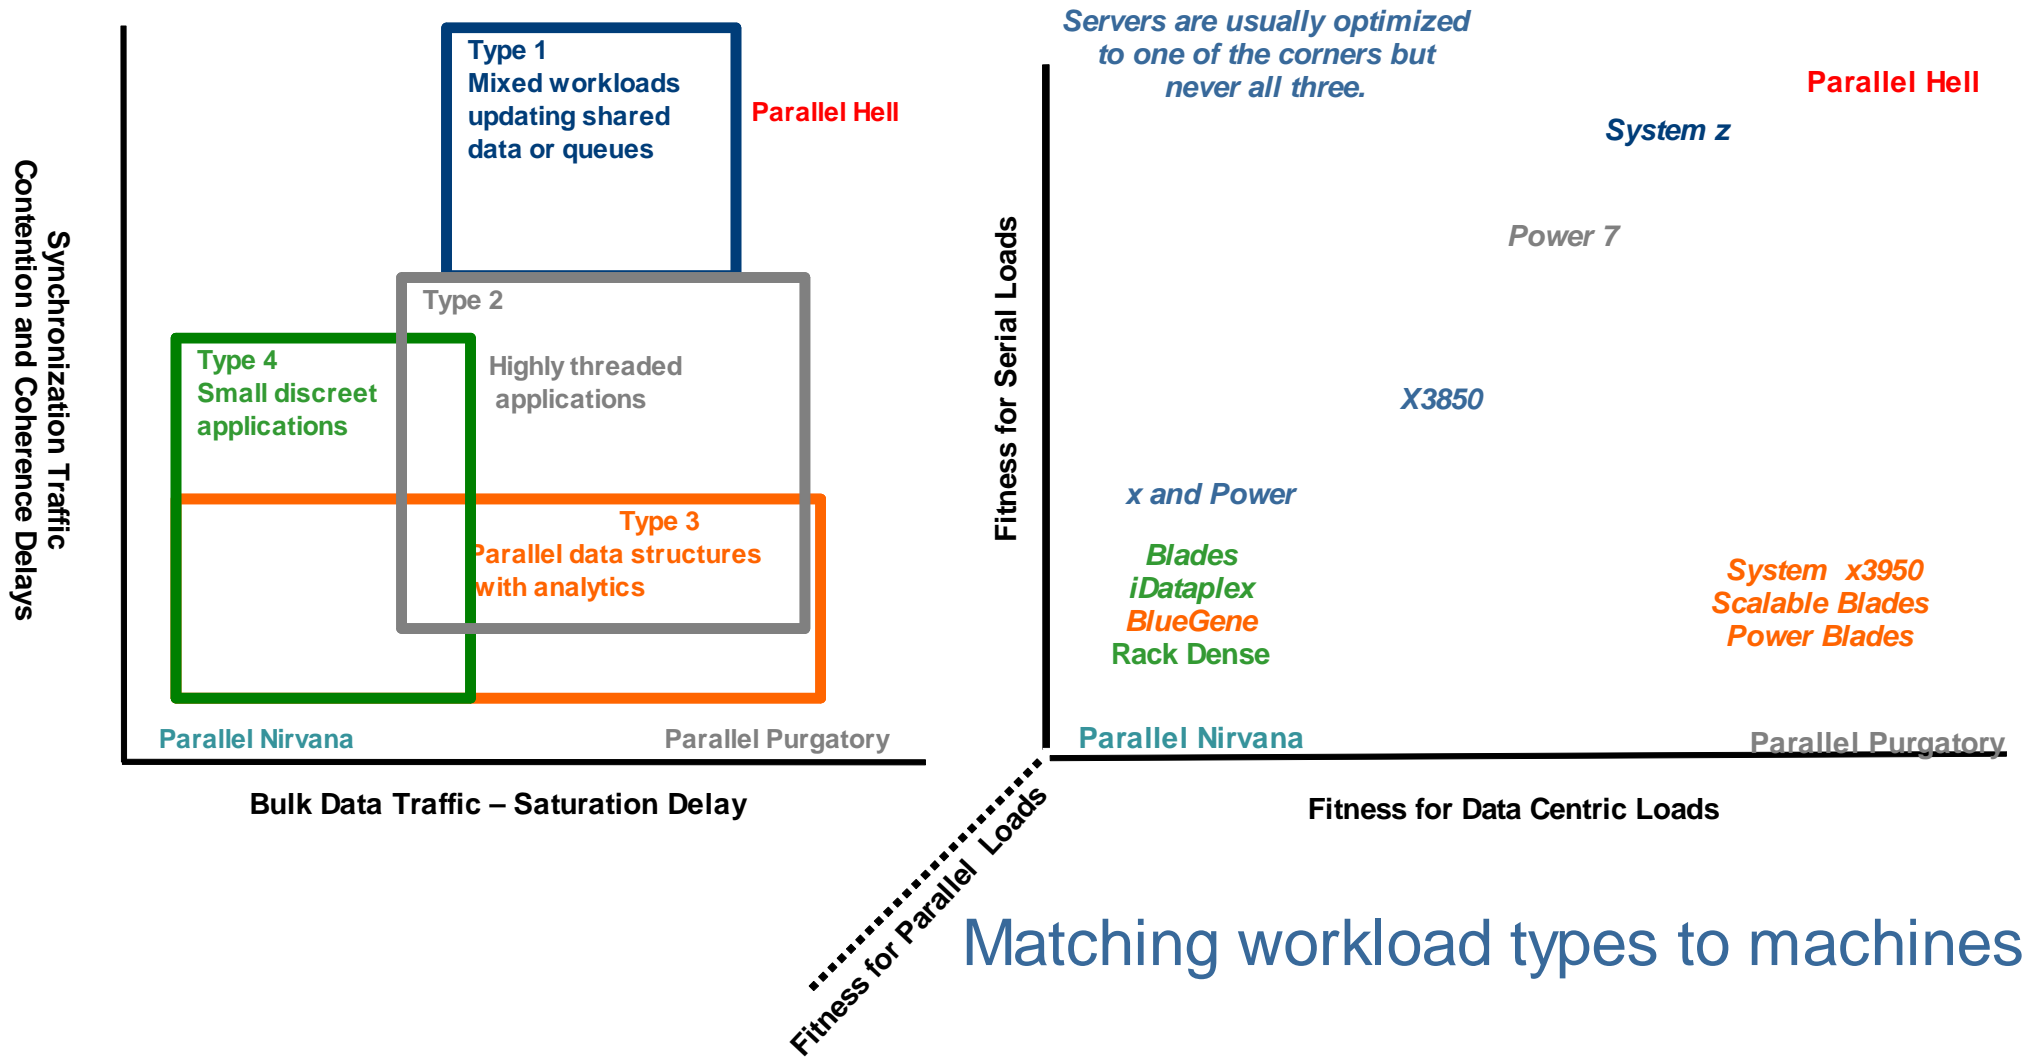 Type 1
Mixed workloads
updating shared
data or queues
Parallel Hell
Type 2
Highly threaded
applications
Type 4
Small discreet
applications
Type 3
Parallel data structures
with analytics
Parallel Nirvana
Parallel Purgatory
Synchronization Traffic
Contention and Coherence Delays
Bulk Data Traffic – Saturation Delay
Servers are usually optimized
to one of the corners but
never all three.
Parallel Hell
System z
Power 7
X3850
x and Power
Blades
iDataplex
BlueGene
Rack Dense
System x3950
Scalable Blades
Power Blades
Parallel Nirvana
Parallel Purgatory
Fitness for Serial Loads
Fitness for Data Centric Loads
Fitness for Parallel Loads
Matching workload types to machines